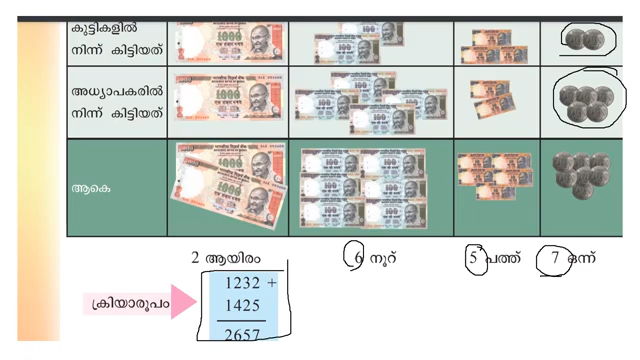 കുട്ടികളിൽ
നിന്ന് കിട്ടിയത്
അധ്യാപകരിൽ
നിന്ന് കിട്ടിയത്
ആകെ
2 ആയിരം 6 നൂറ് 5 പത്ത് 7 ഒന്ന്
ക്രിയാരൂപം
1232 +
1425
2657